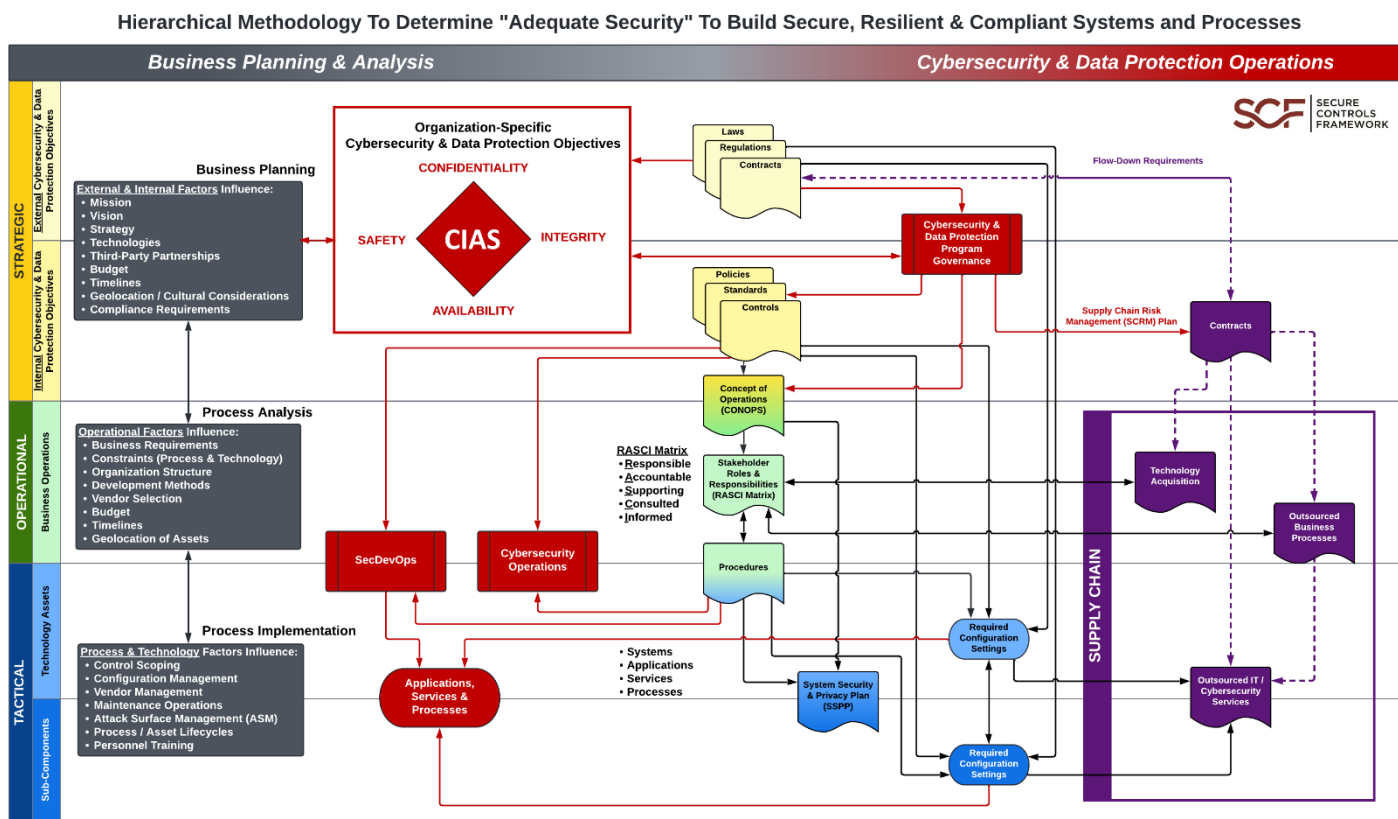 Hierarchical Methodology To Determine "Adequate Security" To Build Secure, Resilient & Compliant Systems and Processes
Business Planning & Analysis
Cybersecurity & Data Protection Operations
STRATEGIC
External Cybersecurity & Data
Protection Objectives
Internal Cybersecurity & Data
Protection Objectives
OPERATIONAL
Business Operations
TACTICAL
Technology Assets
Sub-Components
Business Planning
External & Internal Factors Influence:
• Mission
• Vision
• Strategy
• Technologies
• Third-Party Partnerships
• Budget
• Timelines
• Geolocation / Cultural Considerations
• Compliance Requirements
Process Analysis
Operational Factors Influence:
• Business Requirements
• Constraints (Process & Technology)
• Organization Structure
• Development Methods
• Vendor Selection
• Budget
• Timelines
• Geolocation of Assets
Process Implementation
Process & Technology Factors Influence:
• Control Scoping
• Configuration Management
• Vendor Management
• Maintenance Operations
• Attack Surface Management (ASM)
• Process / Asset Lifecycles
• Personnel Training
Organization-Specific
Cybersecurity & Data Protection Objectives
CONFIDENTIALITY
SAFETY
CIAS
INTEGRITY
AVAILABILITY
Laws
Regulations
Contracts
SCF
SECURE
CONTROLS
FRAMEWORK
Flow-Down Requirements
Cybersecurity &
Data Protection
Program
Governance
Policies
Standards
Controls
Supply Chain Risk
Management (SCRM) Plan
Contracts
Concept of
Operations
(CONOPS)
RASCI Matrix
• Responsible
• Accountable
• Supporting
• Consulted
• Informed
Stakeholder
Roles &
Responsibilities
(RASCI Matrix)
Technology
Acquisition
Outsourced
Business
Processes
SecDevOps
Cybersecurity
Operations
Procedures
SUPPLY CHAIN
Required
Configuration
Settings
• Systems
• Applications
• Services
• Processes
Applications,
Services &
Processes
System Security
& Privacy Plan
(SSPP)
Outsourced IT /
Cybersecurity
Services
Required
Configuration
Settings